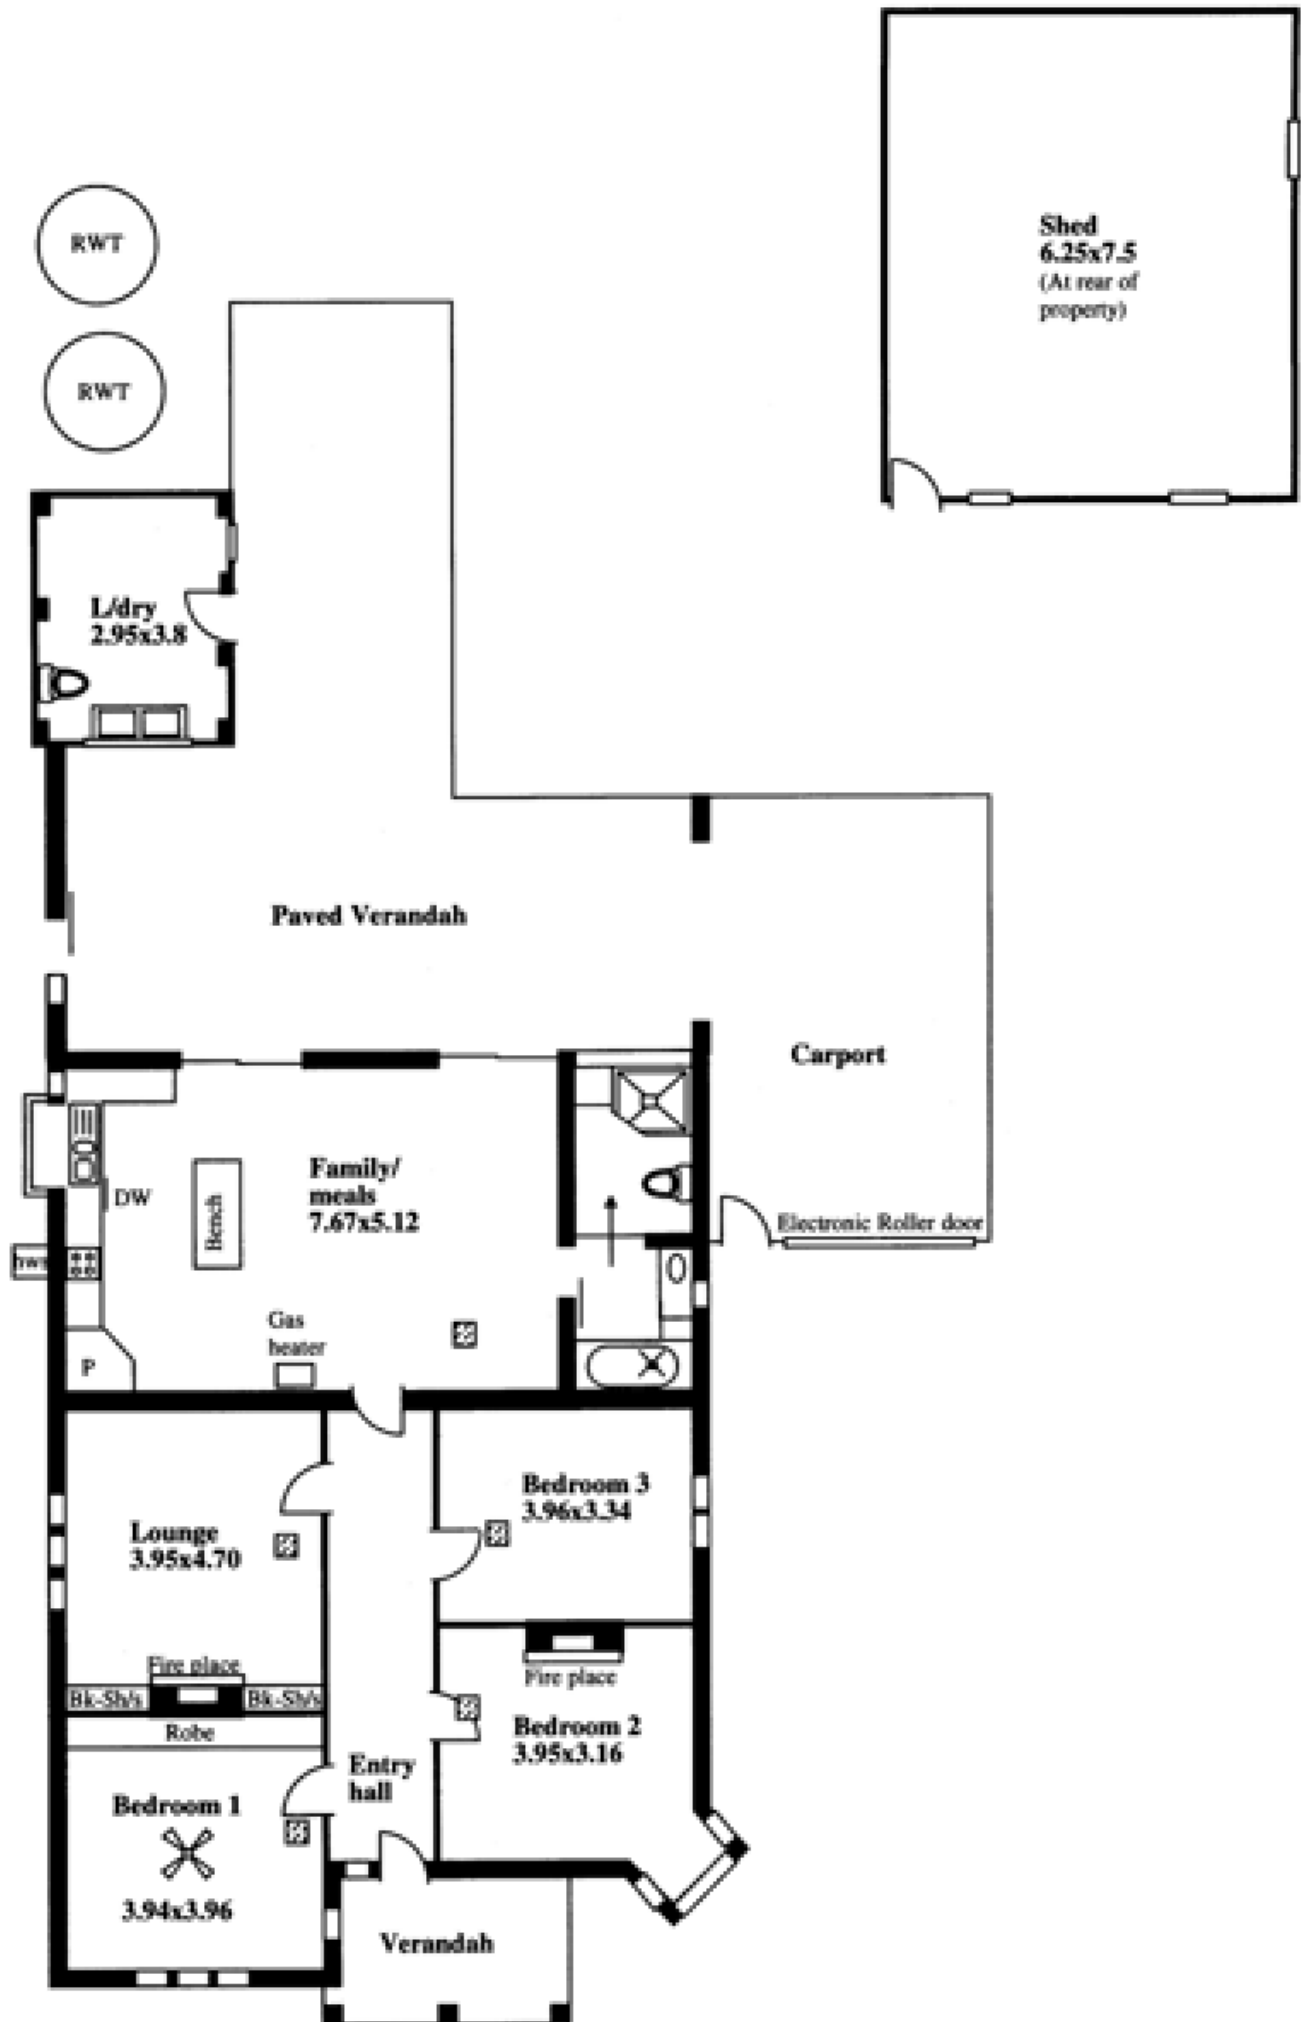 Shed
6.25x7.5
(At rear of
property)
RWT
RWT
L/dry
2.95x3.8
Paved Verandah
Carport
Electronic Roller door
Family/
meals
7.67x5.12
DW
Bench
hws
Gas
heater
P
Bedroom 3
3.96x3.34
Lounge
3.95x4.70
Fire place
Bk-Sh/s
Bk-Sh/s
Robe
Fire place
Bedroom 2
3.95x3.16
Entry
hall
Bedroom 1
3.94x3.96
Verandah